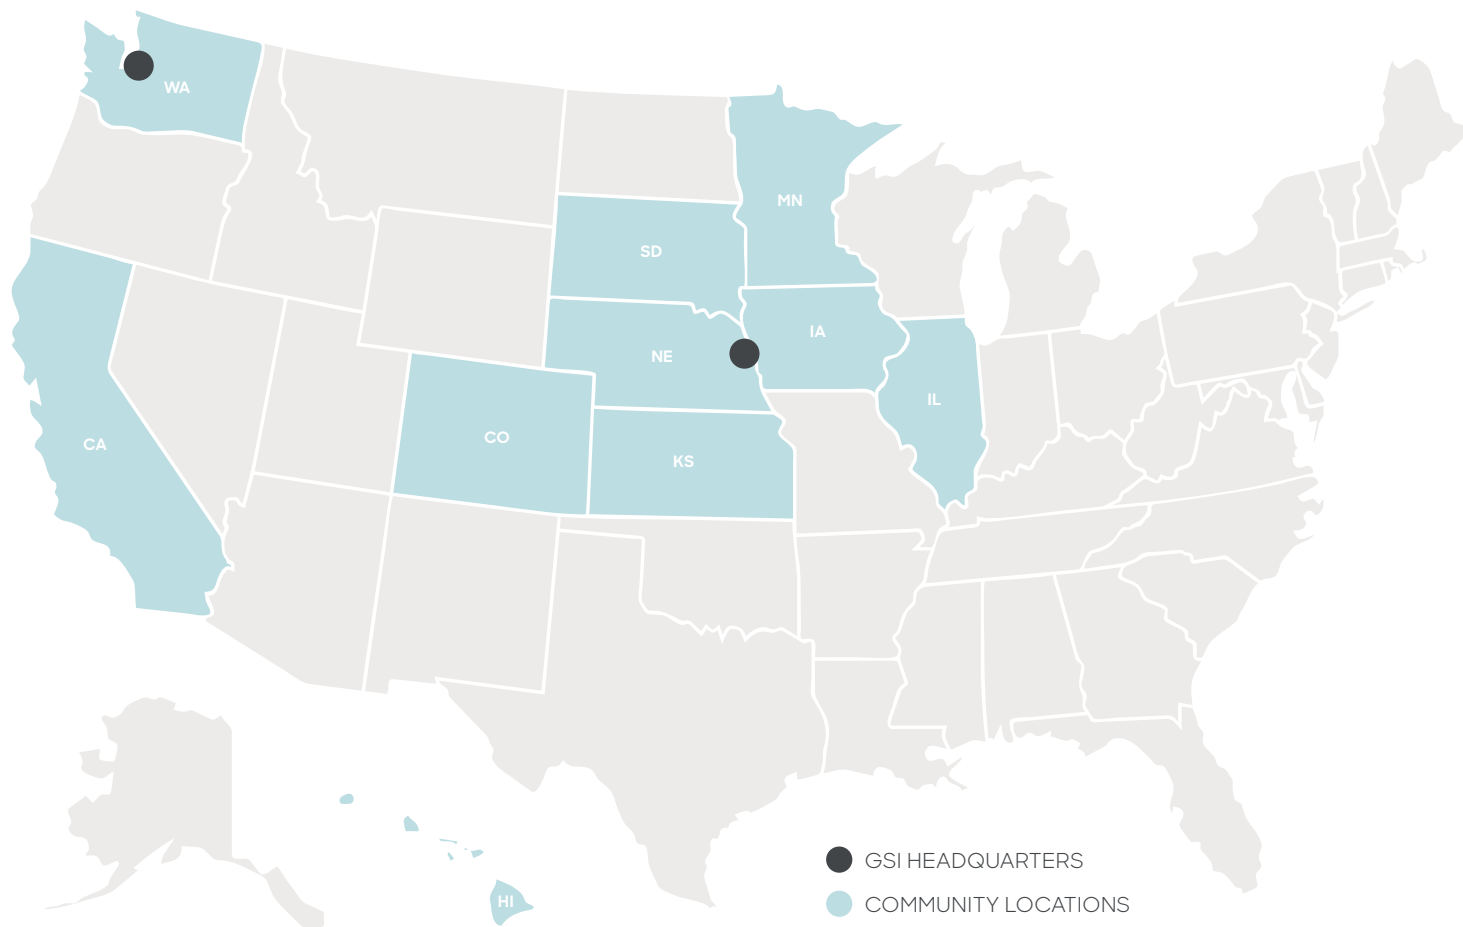 WA
MN
SD
IA
NE
IL
CO
CA
KS
GSI HEADQUARTERS
HI
COMMUNITY LOCATIONS